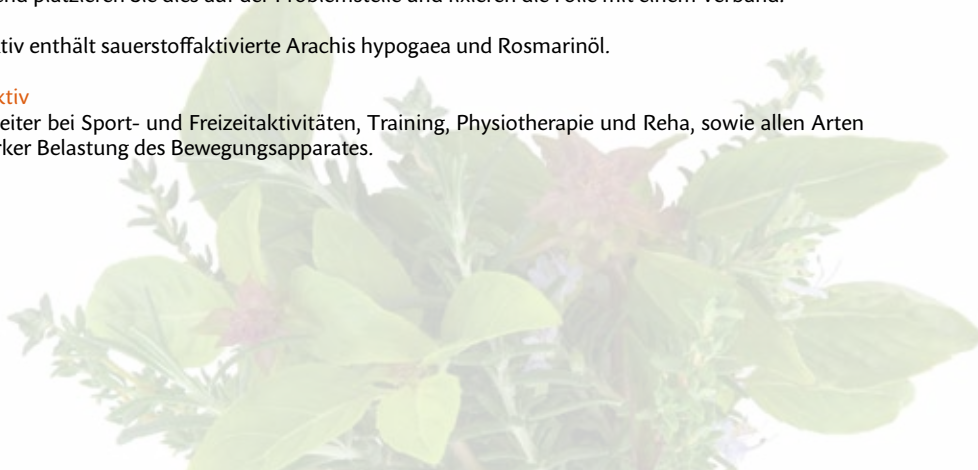 platzieren Sie dies auf der Problemstelle und fixieren die Folie mit einem Verband.
tiv enthält sauerstoffaktivierte Arachis hypogaea und Rosmarinöl.
ktiv
eiter bei Sport- und Freizeitaktivitäten, Training, Physiotherapie und Reha, sowie allen Arten
rker Belastung des Bewegungsapparates.